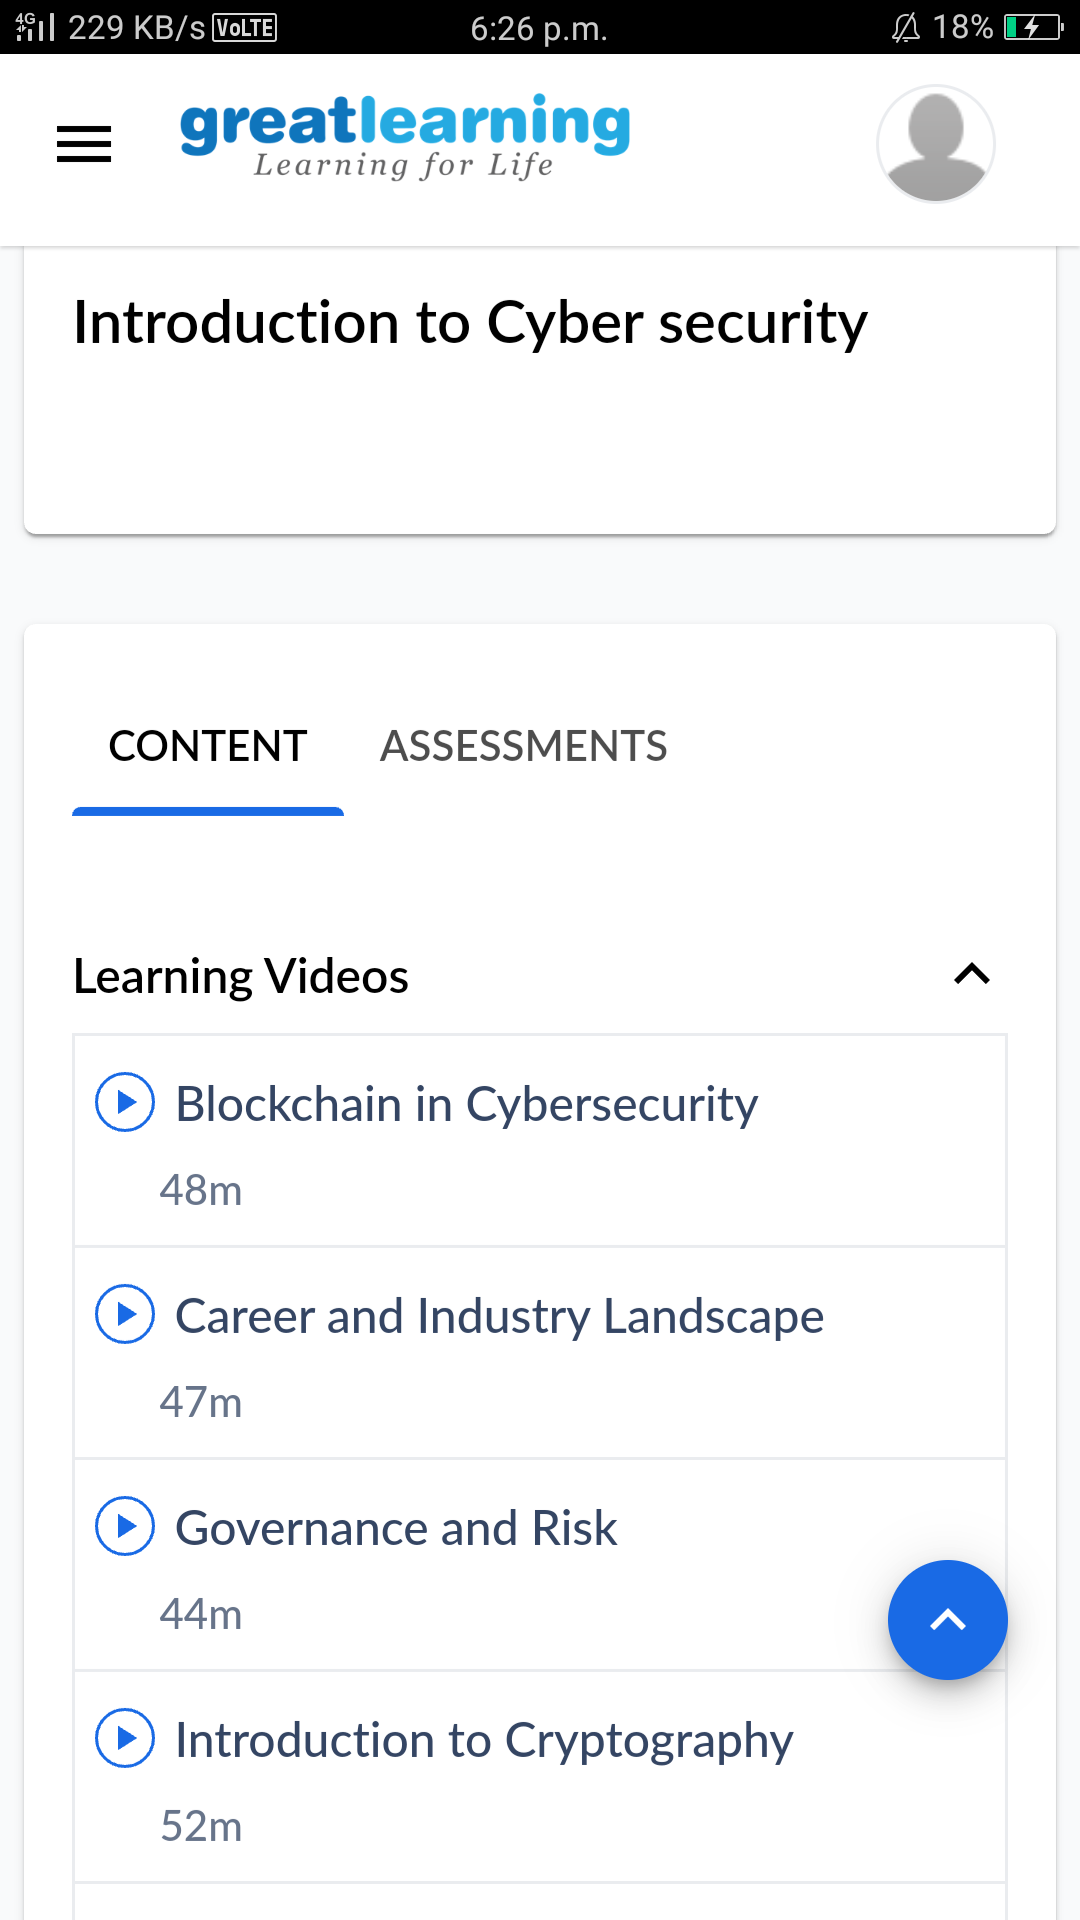 4G 229 KB/s VoLTE 6:26 p.m. 18%
greatlearning
Learning for Life
Introduction to Cyber security
CONTENT ASSESSMENTS
Learning Videos
Blockchain in Cybersecurity
48m
Career and Industry Landscape
47m
Governance and Risk
44m
Introduction to Cryptography
52m